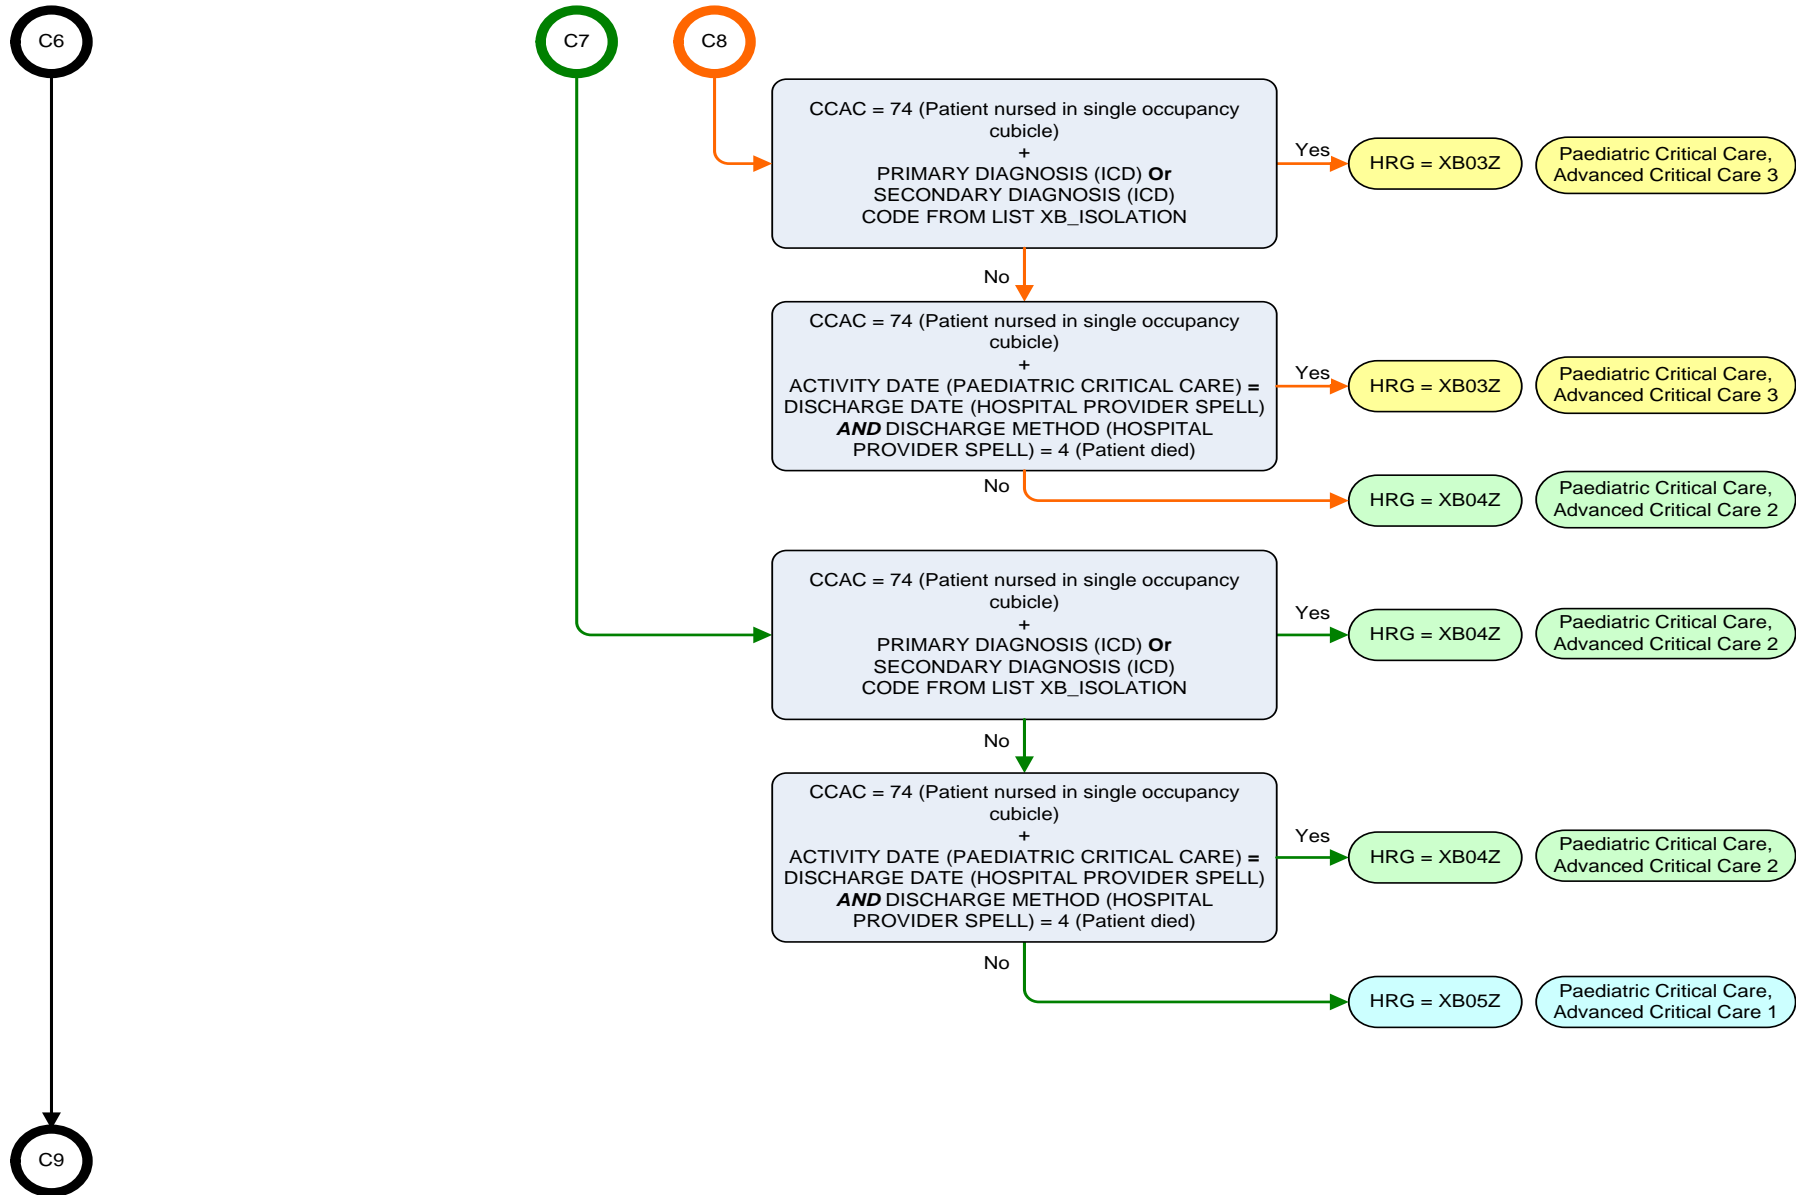 C6
C7
C8
CCAC = 74 (Patient nursed in single occupancy
cubicle)
+
PRIMARY DIAGNOSIS (ICD) Or
SECONDARY DIAGNOSIS (ICD)
CODE FROM LIST XB_ISOLATION
Yes
HRG = XB03Z
Paediatric Critical Care,
Advanced Critical Care 3
No
CCAC = 74 (Patient nursed in single occupancy
cubicle)
+
ACTIVITY DATE (PAEDIATRIC CRITICAL CARE) =
DISCHARGE DATE (HOSPITAL PROVIDER SPELL)
AND DISCHARGE METHOD (HOSPITAL
PROVIDER SPELL) = 4 (Patient died)
Yes
HRG = XB03Z
Paediatric Critical Care,
Advanced Critical Care 3
No
HRG = XB04Z
Paediatric Critical Care,
Advanced Critical Care 2
CCAC = 74 (Patient nursed in single occupancy
cubicle)
+
PRIMARY DIAGNOSIS (ICD) Or
SECONDARY DIAGNOSIS (ICD)
CODE FROM LIST XB_ISOLATION
Yes
HRG = XB04Z
Paediatric Critical Care,
Advanced Critical Care 2
No
CCAC = 74 (Patient nursed in single occupancy
cubicle)
+
ACTIVITY DATE (PAEDIATRIC CRITICAL CARE) =
DISCHARGE DATE (HOSPITAL PROVIDER SPELL)
AND DISCHARGE METHOD (HOSPITAL
PROVIDER SPELL) = 4 (Patient died)
Yes
HRG = XB04Z
Paediatric Critical Care,
Advanced Critical Care 2
No
HRG = XB05Z
Paediatric Critical Care,
Advanced Critical Care 1
C9